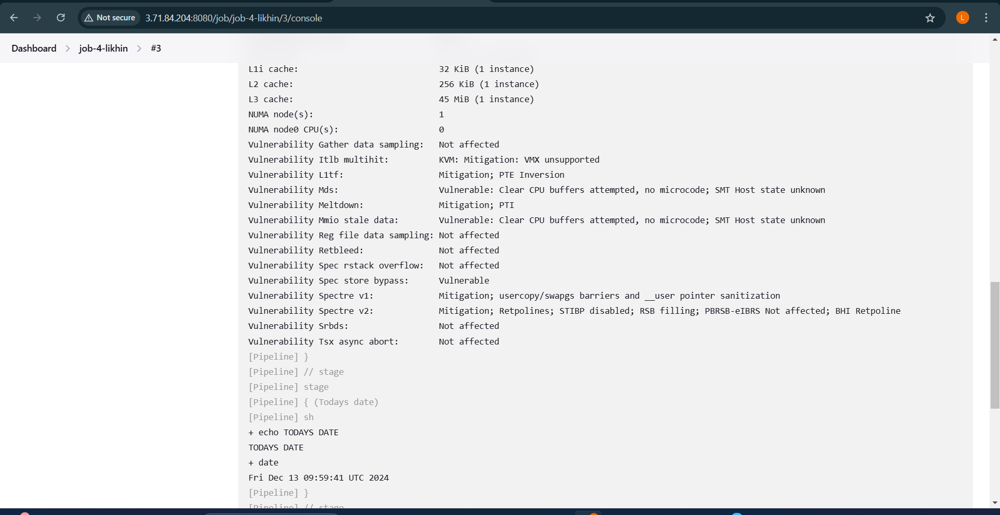 Not secure 3.71.84.204:8080/job/job-4-likhin/3/console L
Dashboard > job-4-likhin > #3
L1i cache: 32 KiB (1 instance)
L2 cache: 256 KiB (1 instance)
L3 cache: 45 MiB (1 instance)
NUMA node(s): 1
NUMA node0 CPU(s): 0
Vulnerability Gather data sampling: Not affected
Vulnerability Itlb multihit: KVM: Mitigation: VMX unsupported
Vulnerability L1tf: Mitigation; PTE Inversion
Vulnerability Mds: Vulnerable: Clear CPU buffers attempted, no microcode; SMT Host state unknown
Vulnerability Meltdown: Mitigation; PTI
Vulnerability Mmio stale data: Vulnerable: Clear CPU buffers attempted, no microcode; SMT Host state unknown
Vulnerability Reg file data sampling: Not affected
Vulnerability Retbleed: Not affected
Vulnerability Spec rstack overflow: Not affected
Vulnerability Spec store bypass: Vulnerable
Vulnerability Spectre v1: Mitigation; usercopy/swapgs barriers and __user pointer sanitization
Vulnerability Spectre v2: Mitigation; Retpolines; STIBP disabled; RSB filling; PBRSB-eIBRS Not affected; BHI Retpoline
Vulnerability Srbds: Not affected
Vulnerability Tsx async abort: Not affected
[Pipeline] }
[Pipeline] // stage
[Pipeline] stage
[Pipeline] { (Todays date)
[Pipeline] sh
+ echo TODAYS DATE
TODAYS DATE
+ date
Fri Dec 13 09:59:41 UTC 2024
[Pipeline] }
[Pipeline] // stage